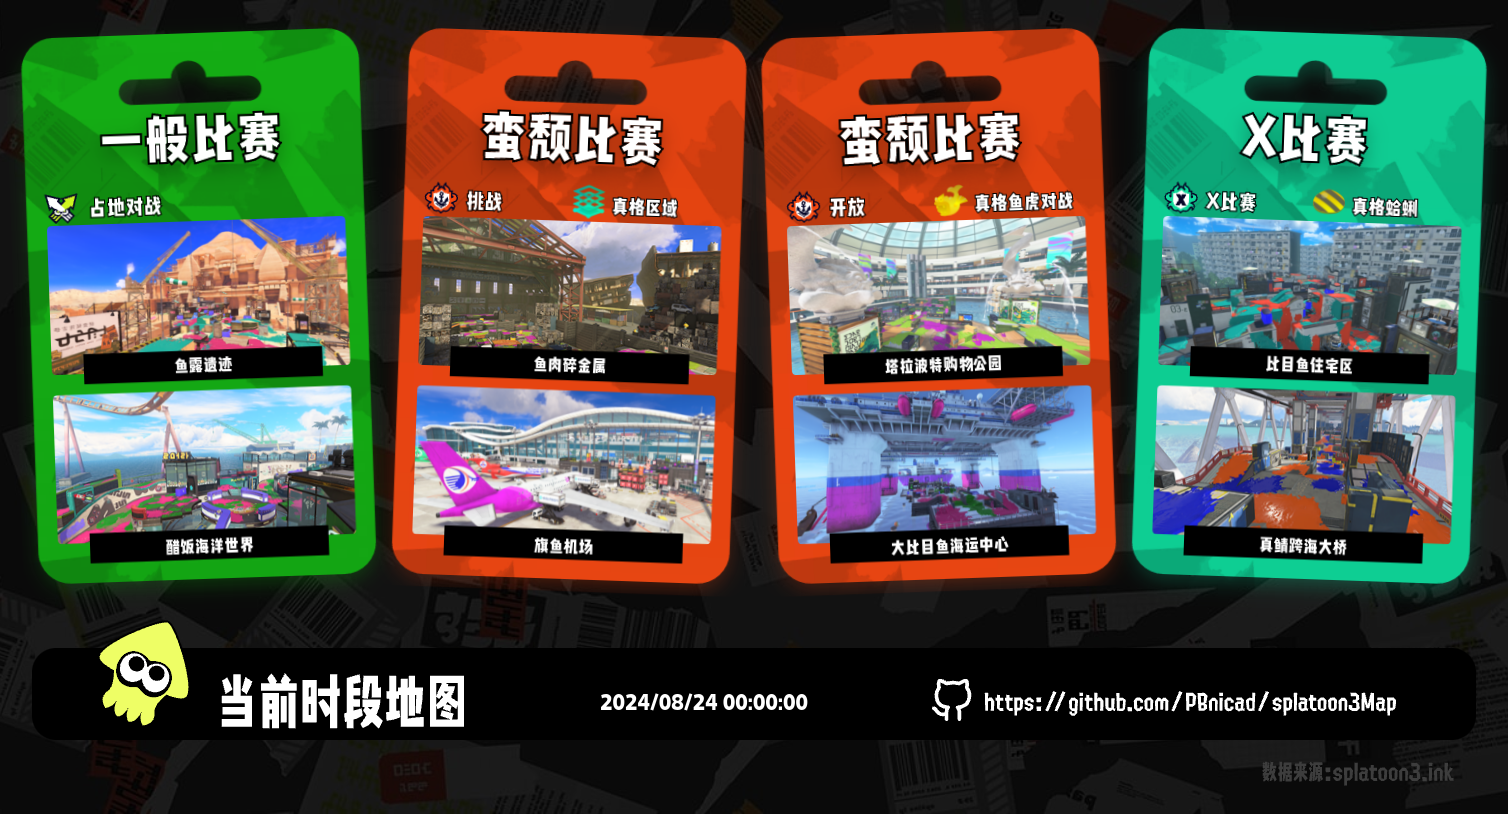 一般比赛
占地对战
鱼露遗迹
醋饭海洋世界
蛮颓比赛
挑战
真格区域
鱼肉碎金属
旗鱼机场
蛮颓比赛
开放
真格鱼虎对战
塔拉波特购物公园
大比目鱼海运中心
X比赛
X比赛
真格蛤蜊
比目鱼住宅区
真鲭跨海大桥
当前时段地图
2024/08/24 00:00:00
https://github.com/PBnicad/splatoon3Map
数据来源:splatoon3.ink